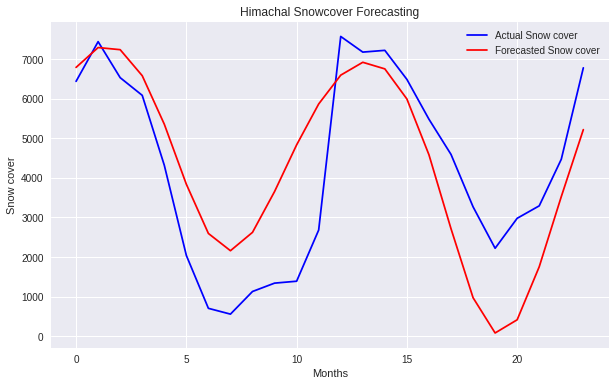 Himachal Snowcover Forecasting
Actual Snow cover
Forecasted Snow cover
7000
6000
5000
4000
3000
2000
1000
0
Snow cover
0 5 10 15 20
Months